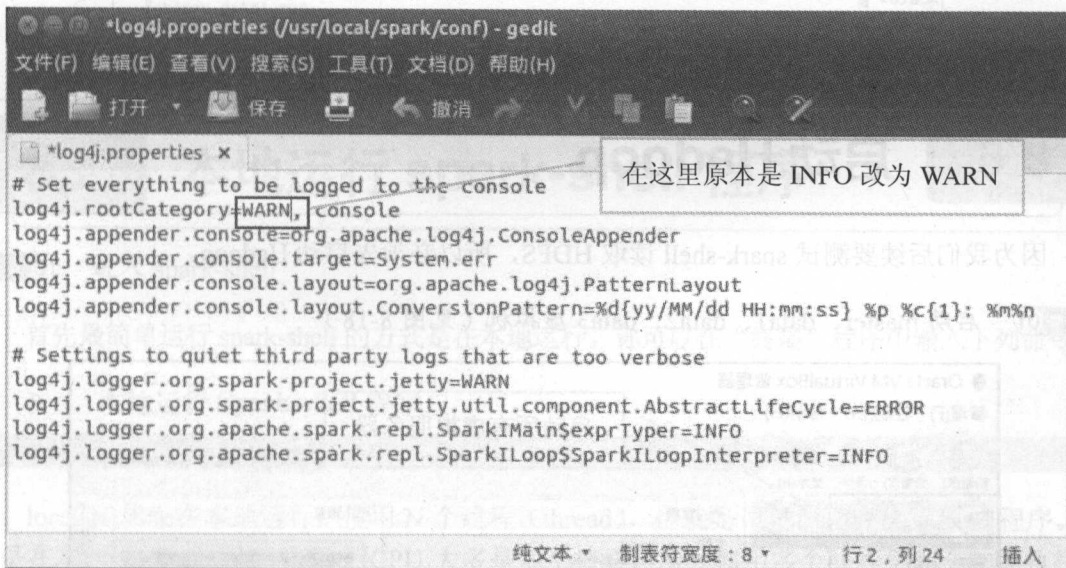 *log4j.properties (/usr/local/spark/conf) - gedit
文件(F) 编辑(E) 查看(V) 搜索(S) 工具(T) 文档(D) 帮助(H)
打开 保存 撤消
*log4j.properties ×
在这里原本是 INFO 改为 WARN
# Set everything to be logged to the console
log4j.rootCategory=WARN, console
log4j.appender.console=org.apache.log4j.ConsoleAppender
log4j.appender.console.target=System.err
log4j.appender.console.layout=org.apache.log4j.PatternLayout
log4j.appender.console.layout.ConversionPattern=%d{yy/MM/dd HH:mm:ss} %p %c{1}: %m%n
# Settings to quiet third party logs that are too verbose
log4j.logger.org.spark-project.jetty=WARN
log4j.logger.org.spark-project.jetty.util.component.AbstractLifeCycle=ERROR
log4j.logger.org.apache.spark.repl.SparkIMain$exprTyper=INFO
log4j.logger.org.apache.spark.repl.SparkILoop$SparkILoopInterpreter=INFO
纯文本 制表符宽度：8 行 2，列 24 插入